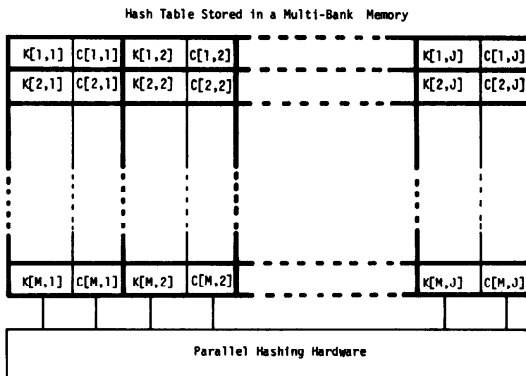 Hash Table Stored in a Multi-Bank Memory
K[1,1] C[1,1] K[1,2] C[1,2] K[1,J] C[1,J]
K[2,1] C[2,1] K[2,2] C[2,2] K[2,J] C[2,J]
K[M,1] C[M,1] K[M,2] C[M,2] K[M,J] C[M,J]
Parallel Hashing Hardware